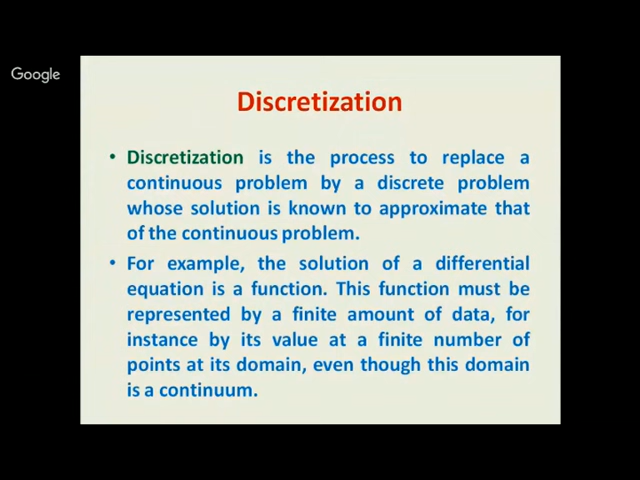 Google
Discretization
• Discretization is the process to replace a
continuous problem by a discrete problem
whose solution is known to approximate that
of the continuous problem.
• For example, the solution of a differential
equation is a function. This function must be
represented by a finite amount of data, for
instance by its value at a finite number of
points at its domain, even though this domain
is a continuum.